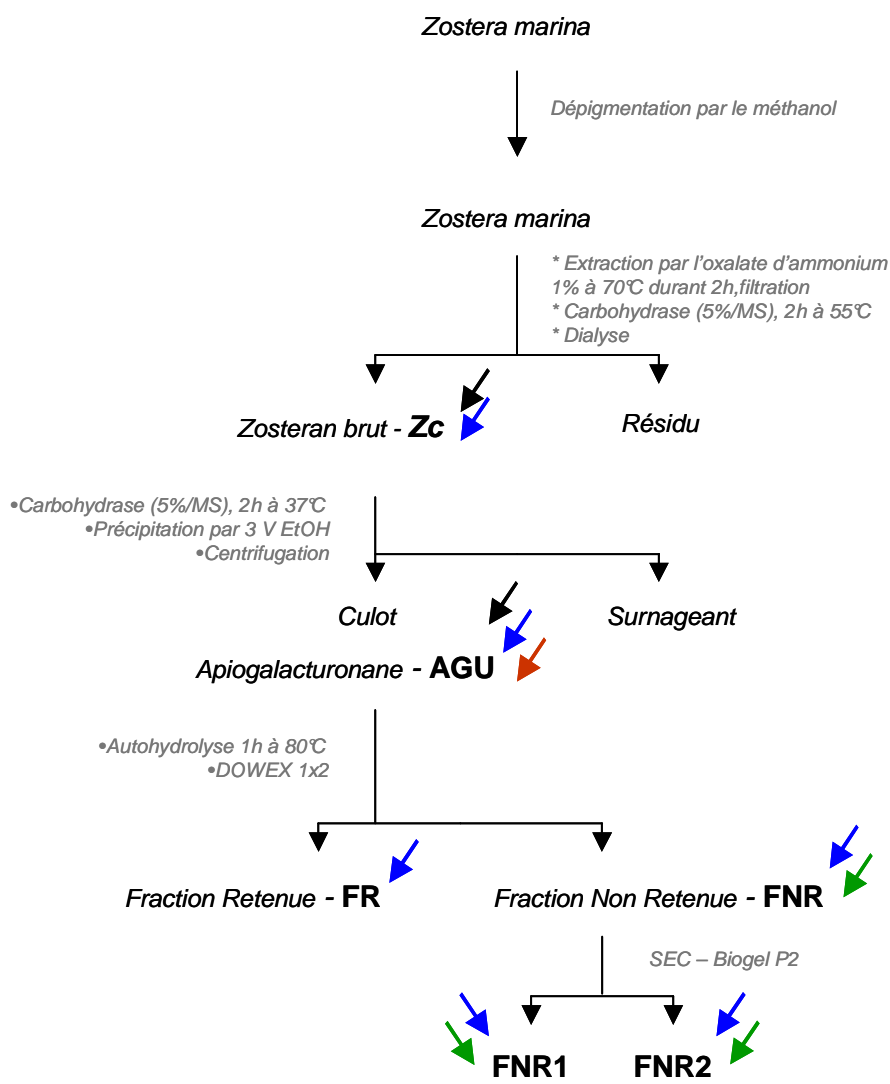 Zostera marina
Dépigmentation par le méthanol
Zostera marina
* Extraction par l'oxalate d'ammonium
1% à 70°C durant 2h,filtration
* Carbohydrase (5%/MS), 2h à 55°C
* Dialyse
Zosteran brut - Zc
Résidu
•Carbohydrase (5%/MS), 2h à 37°C
•Précipitation par 3 V EtOH
•Centrifugation
Culot
Surnageant
Apiogalacturonane - AGU
•Autohydrolyse 1h à 80°C
•DOWEX 1x2
Fraction Retenue - FR
Fraction Non Retenue - FNR
SEC – Biogel P2
FNR1
FNR2